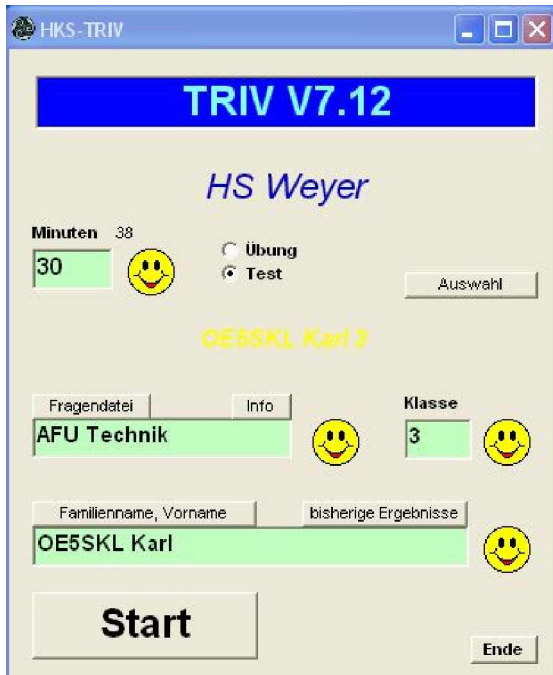 HKS-TRIV
TRIV V7.12
HS Weyer
Minuten 38
30
Übung
Test
Auswahl
OE5SKL Karl 3
Fragendatei Info Klasse
AFU Technik 3
Familienname, Vorname bisherige Ergebnisse
OE5SKL Karl
Start
Ende